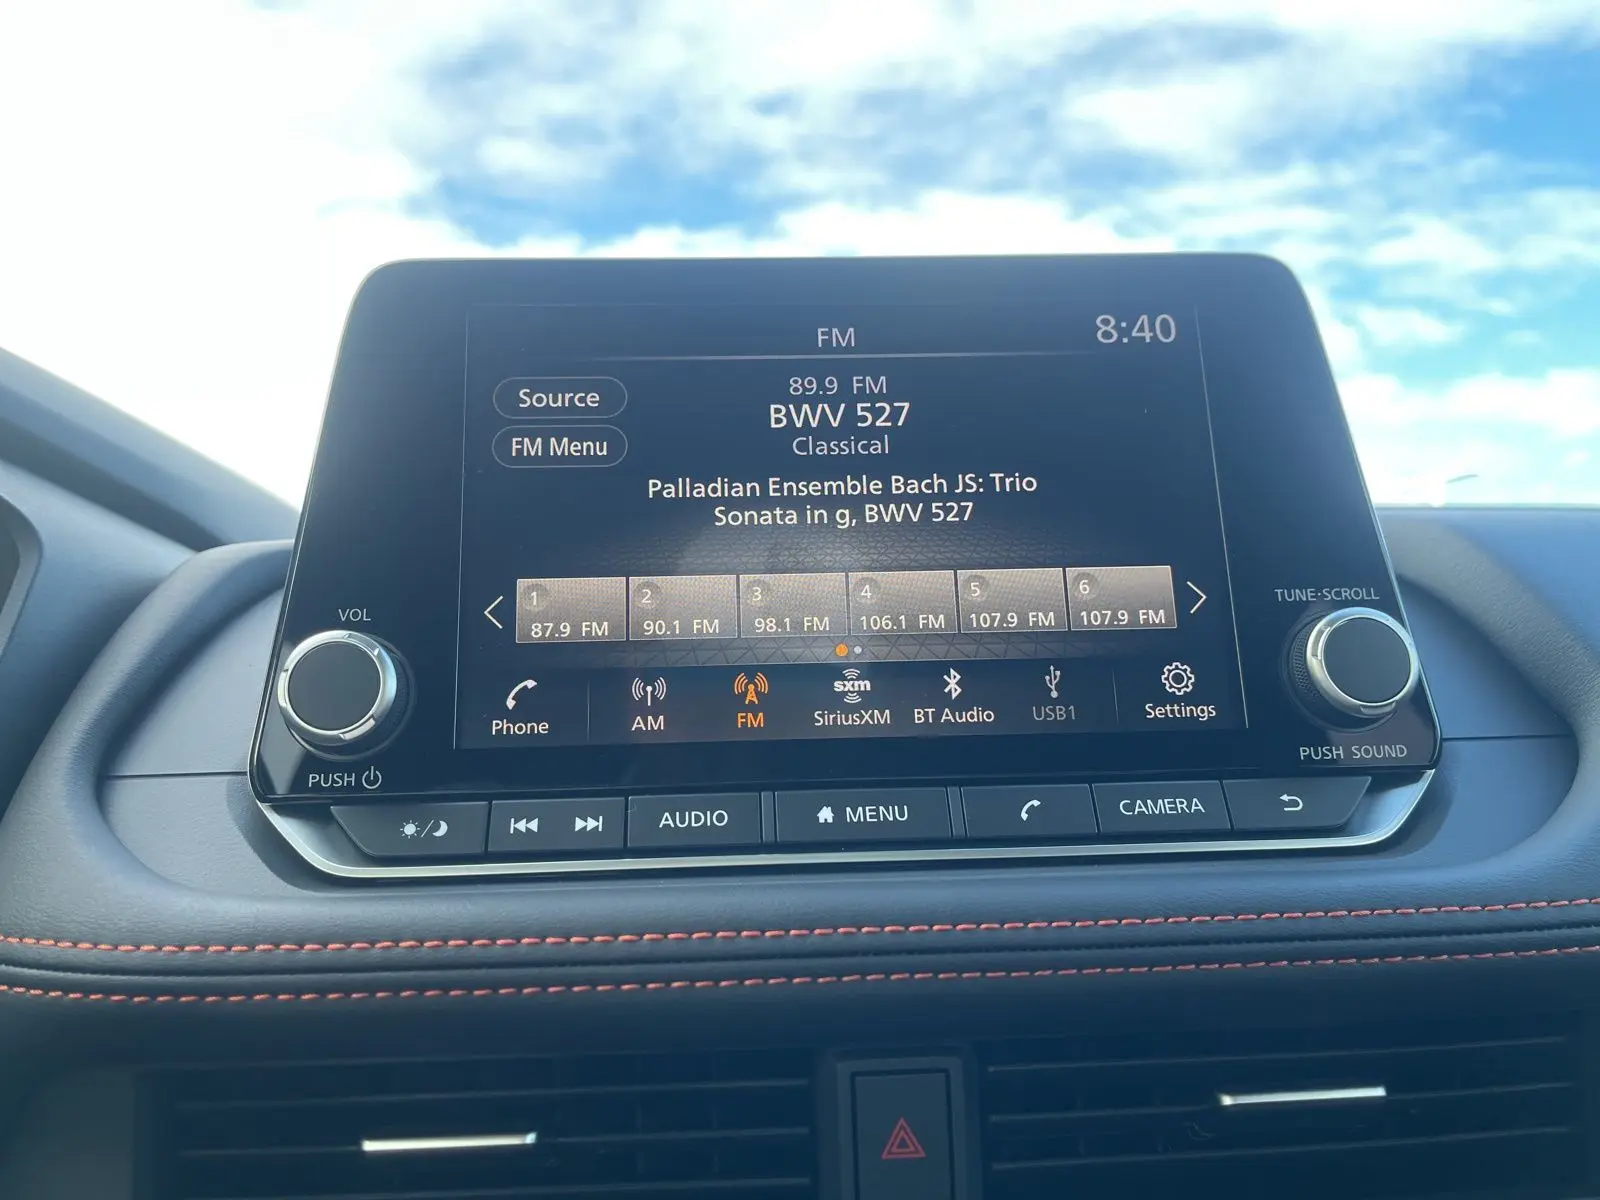 FM
8:40
Source
FM Menu
89.9 FM
BWV 527
Classical
Palladian Ensemble Bach JS: Trio
Sonata in g, BWV 527
1
87.9 FM
2
90.1 FM
3
98.1 FM
4
106.1 FM
5
107.9 FM
6
107.9 FM
Phone
AM
FM
sxm
SiriusXM
BT Audio
USB1
Settings
VOL
PUSH
TUNE·SCROLL
PUSH SOUND
AUDIO
MENU
CAMERA